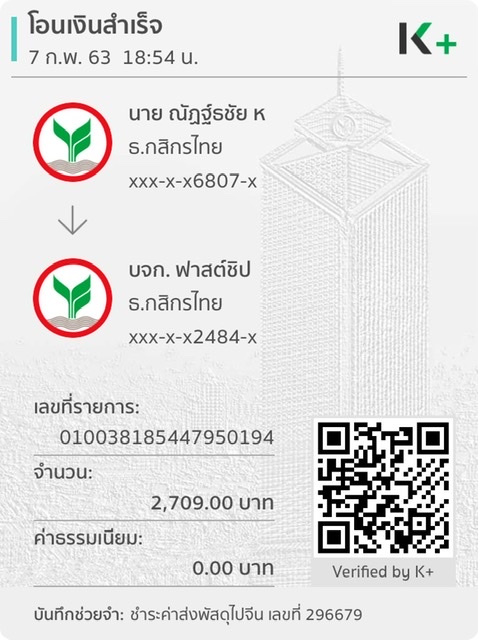 โอนเงินสำเร็จ
7 ก.พ. 63 18:54 น.
K+
นาย ณัฏฐ์ธชัย ห
ธ.กสิกรไทย
xxx-x-x6807-x
บจก. ฟาสต์ชิป
ธ.กสิกรไทย
xxx-x-x2484-x
เลขที่รายการ:
010038185447950194
จำนวน:
2,709.00 บาท
ค่าธรรมเนียม:
0.00 บาท
Verified by K+
บันทึกช่วยจำ: ชำระค่าส่งพัสดุไปจีน เลขที่ 296679